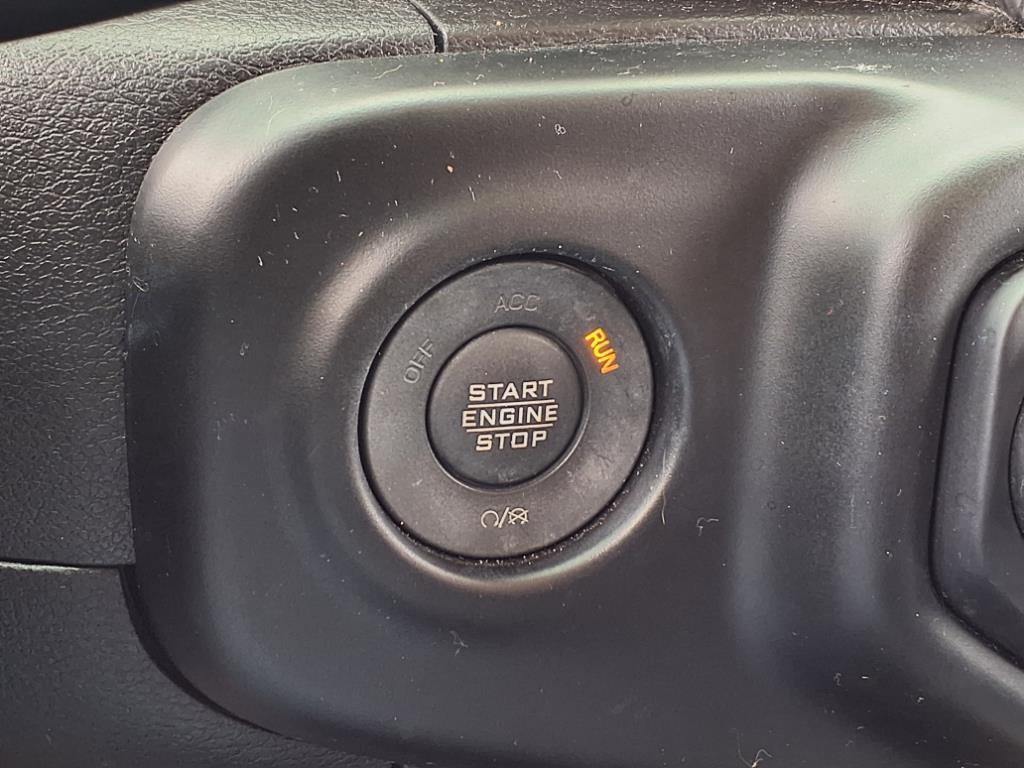 ACC
OFF
RUN
START
ENGINE
STOP